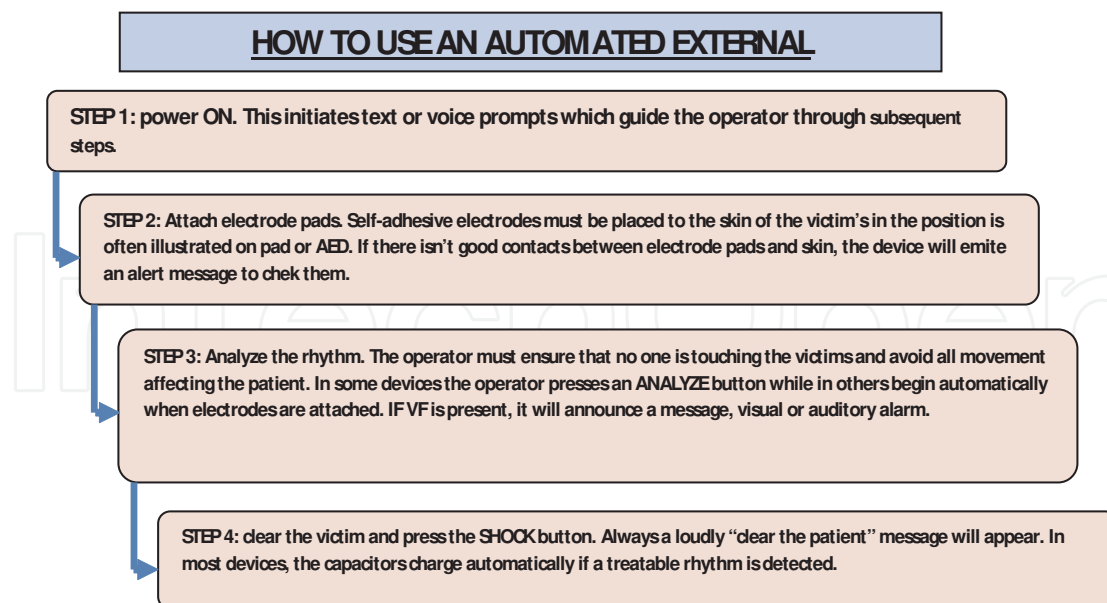 HOW TO USE AN AUTOMATED EXTERNAL
STEP 1: power ON. This initiates text or voice prompts which guide the operator through subsequent
steps.
STEP 2: Attach electrode pads. Self-adhesive electrodes must be placed to the skin of the victim's in the position is
often illustrated on pad or AED. If there isn't good contacts between electrode pads and skin, the device will emite
an alert message to chek them.
STEP 3: Analyze the rhythm. The operator must ensure that no one is touching the victims and avoid all movement
affecting the patient. In some devices the operator presses an ANALYZE button while in others begin automatically
when electrodes are attached. IF VF is present, it will announce a message, visual or auditory alarm.
STEP 4: clear the victim and press the SHOCK button. Always a loudly “clear the patient” message will appear. In
most devices, the capacitors charge automatically if a treatable rhythm is detected.